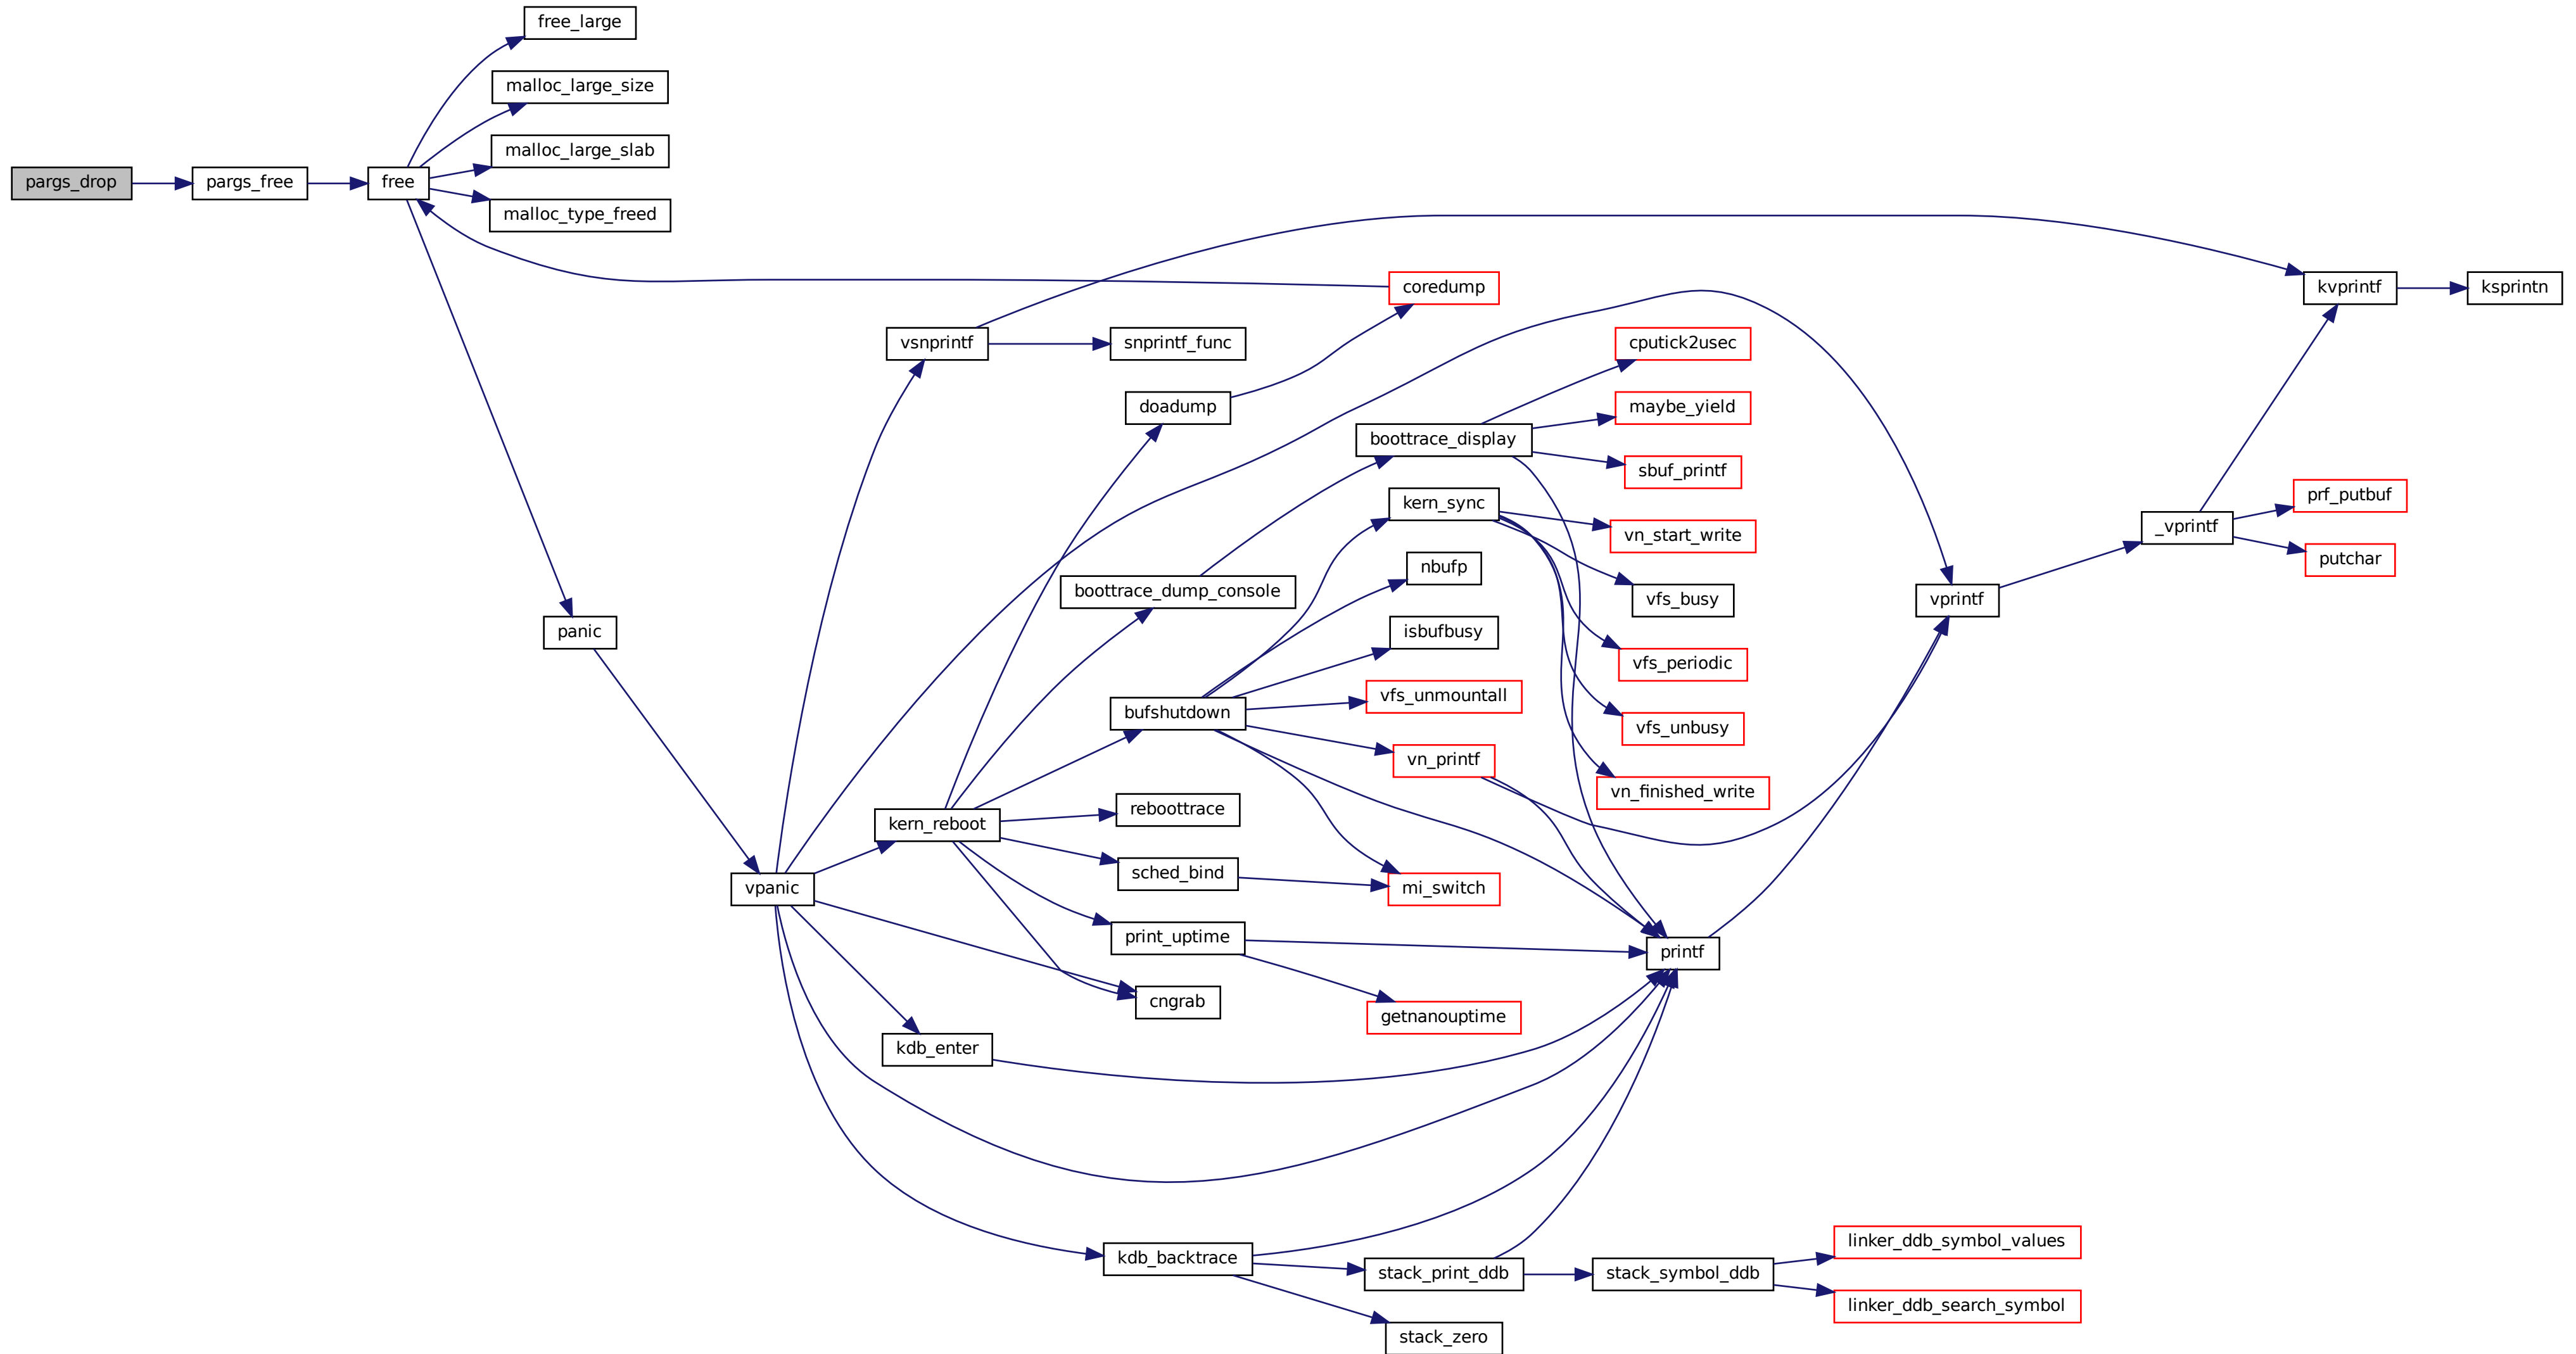 pargs_drop
pargs_free
free
free_large
malloc_large_size
malloc_large_slab
malloc_type_freed
panic
vpanic
vsnprintf
snprintf_func
kern_reboot
kdb_enter
doadump
boottrace_dump_console
bufshutdown
reboottrace
sched_bind
print_uptime
cngrab
kdb_backtrace
coredump
boottrace_display
kern_sync
nbufp
isbufbusy
vfs_unmountall
vn_printf
mi_switch
getnanouptime
stack_print_ddb
stack_zero
cputick2usec
maybe_yield
sbuf_printf
vn_start_write
vfs_busy
vfs_periodic
vfs_unbusy
vn_finished_write
printf
stack_symbol_ddb
vprintf
linker_ddb_symbol_values
linker_ddb_search_symbol
_vprintf
kvprintf
prf_putbuf
putchar
ksprintn